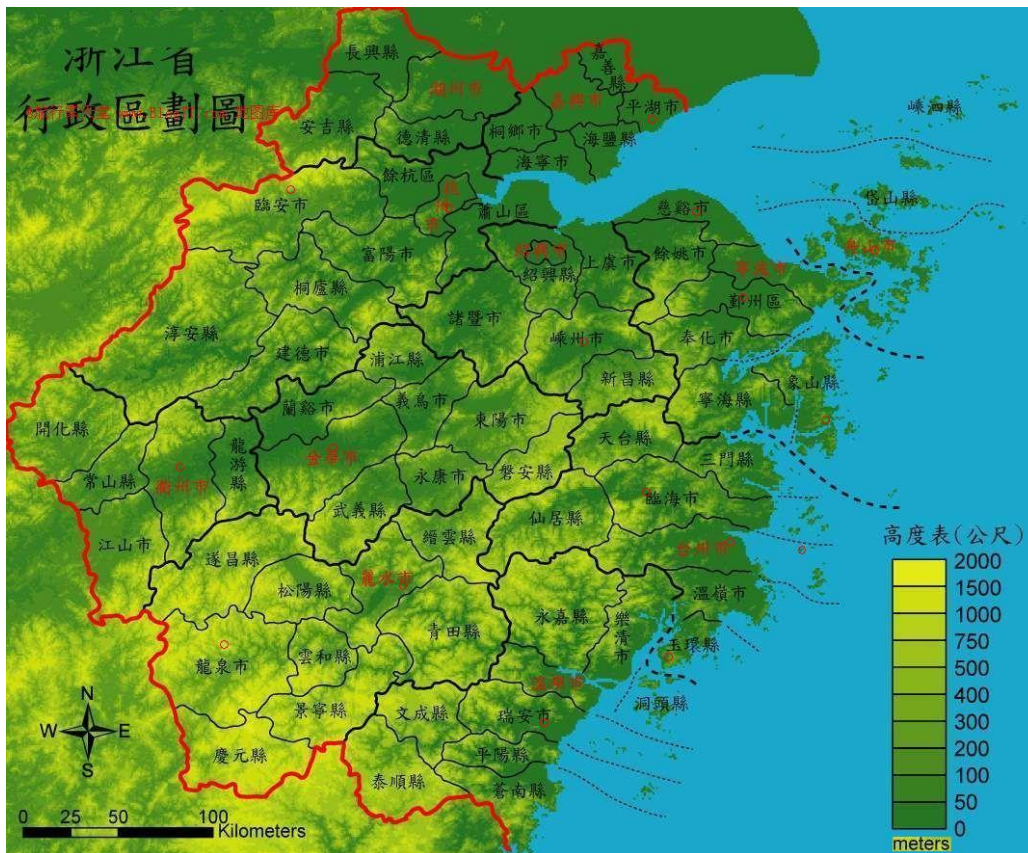 浙江省
行政區劃圖
長興縣
湖州市
嘉善縣
嘉興市
平湖市
嵊泗縣
安吉縣
德清縣
桐鄉市
海鹽縣
海寧市
餘杭區
杭州市
臨安市
蕭山區
慈谿市
岱山縣
舟山市
富陽市
紹興市
紹興縣
上虞市
餘姚市
寧波市
鄞州區
桐廬縣
諸暨市
嵊州市
奉化市
淳安縣
建德市
浦江縣
新昌縣
象山縣
寧海縣
開化縣
蘭谿市
義烏市
東陽市
天台縣
三門縣
龍游縣
金華市
常山縣
衢州市
永康市
磐安縣
臨海市
武義縣
仙居縣
江山市
縉雲縣
台州市
遂昌縣
松陽縣
麗水市
溫嶺市
永嘉縣
樂清市
青田縣
玉環縣
龍泉市
雲和縣
溫州市
洞頭縣
景寧縣
文成縣
瑞安市
慶元縣
平陽縣
泰順縣
蒼南縣
高度表(公尺)
2000
1500
1000
750
500
400
300
200
100
50
0
meters
N
W
E
S
0 25 50 100
Kilometers